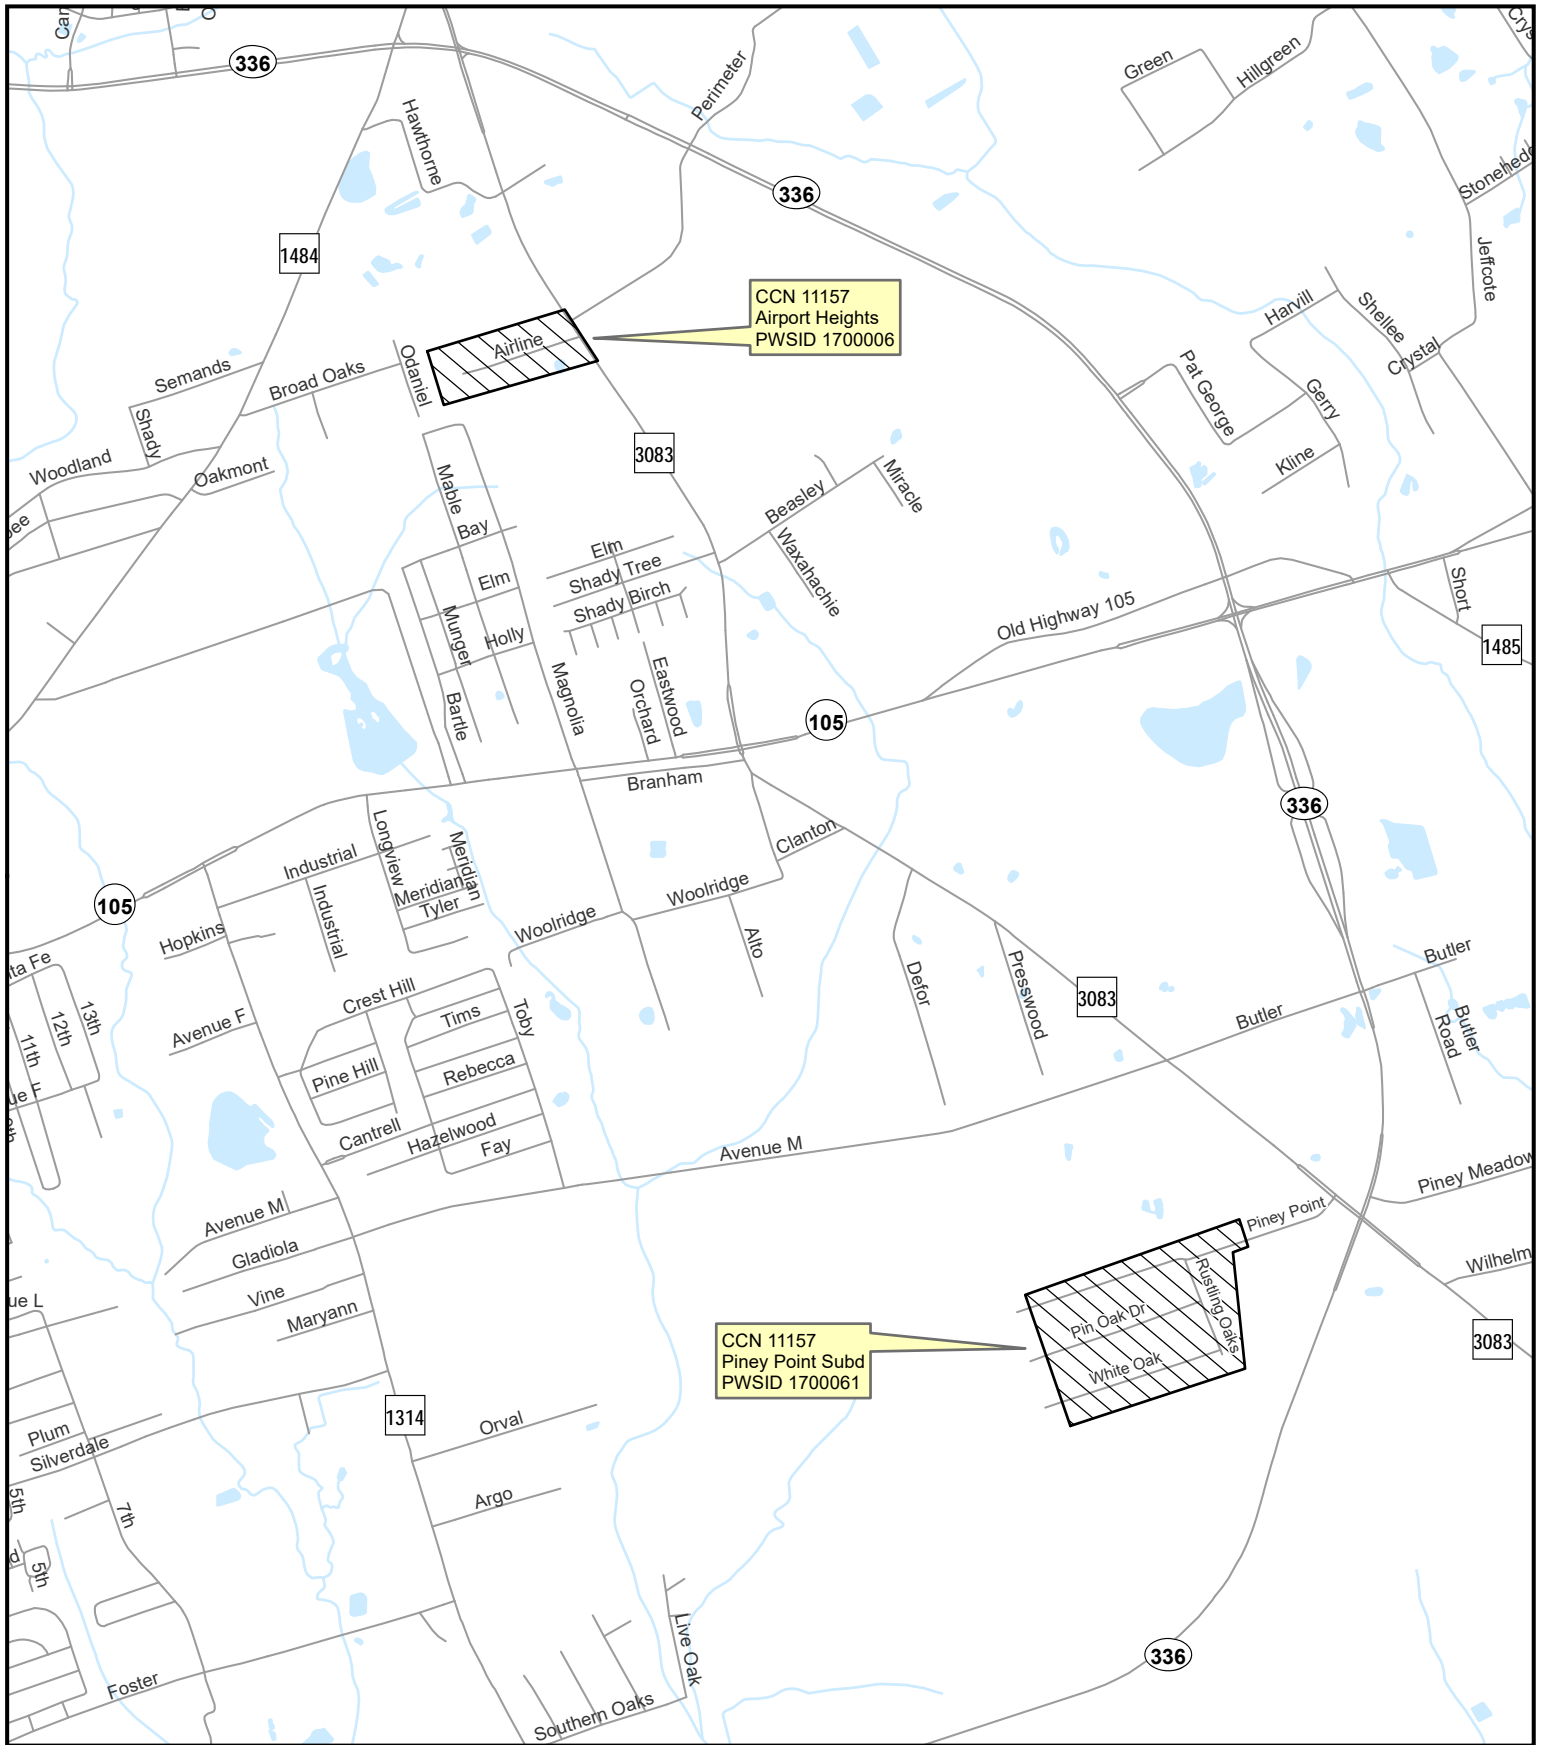 336
Hawthorne
Perimeter
Green
Hillgreen
336
1484
Jeffcote
CCN 11157
Airport Heights
PWSID 1700006
Airline
Harvill
Shellee
Crystal
Semands
Broad Oaks
Odaniel
Shady
Pat George
Gerry
Kline
3083
Woodland
Oakmont
Mable
Beasley
Miracle
Bay
Waxahachie
Elm
Elm
Shady Tree
Shady Birch
Munger
Holly
Old Highway 105
Short
1485
Magnolia
Eastwood
Orchard
Bartle
105
Branham
336
Longview
Industrial
Meridian
Clanton
Meridian
Tyler
Woolridge
Industrial
105
Woolridge
Hopkins
Alto
Defor
Presswood
Butler
ta Fe
Crest Hill
Toby
3083
13th
12th
11th
Avenue F
Tims
Butler
Butler
Road
Pine Hill
Rebecca
ue F
Cantrell
Hazelwood
Fay
Avenue M
Piney Meadow
Avenue M
Gladiola
Piney Point
Wilhelm
Vine
Maryann
ue L
Rustling Oaks
Pin Oak Dr
White Oak
CCN 11157
Piney Point Subd
PWSID 1700061
3083
1314
Orval
Plum
Silverdale
Argo
5th
7th
5th
Live Oak
336
Foster
Southern Oaks